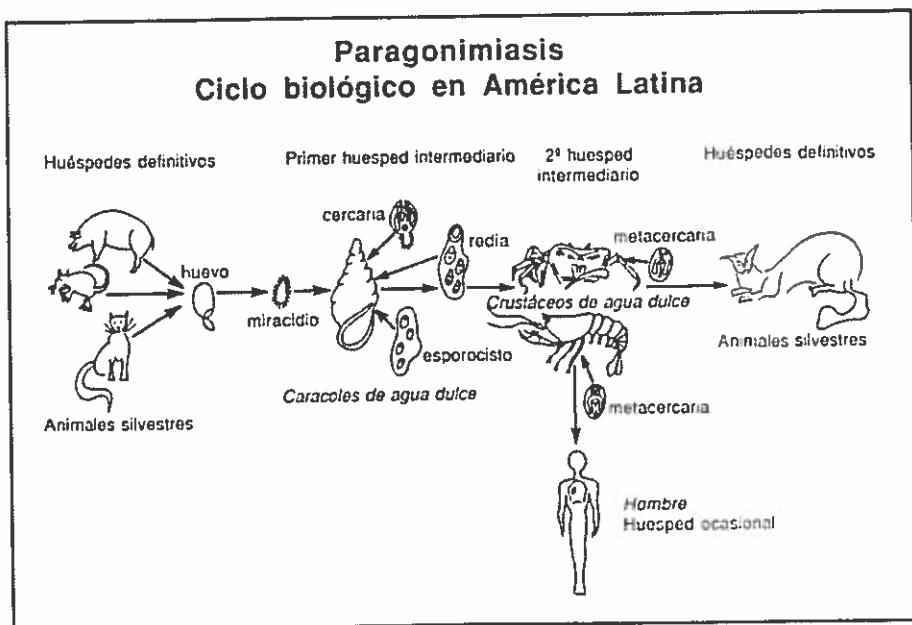 Paragonimiasis
Ciclo biológico en América Latina
Huéspedes definitivos
Primer huesped intermediario
2º huesped
intermediario
Huéspedes definitivos
cercaria
redia
metacercaria
huevo
miracidio
Crustáceos de agua dulce
esporocisto
Animales silvestres
Caracoles de agua dulce
metacercaria
Animales silvestres
Hombre
Huesped ocasional